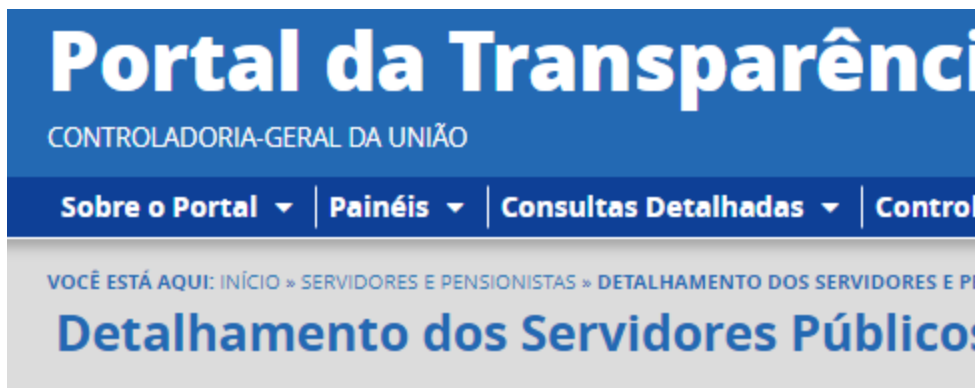 Portal da Transparênci
CONTROLADORIA-GERAL DA UNIÃO
Sobre o Portal Painéis Consultas Detalhadas Control
VOCÊ ESTÁ AQUI: INÍCIO » SERVIDORES E PENSIONISTAS » DETALHAMENTO DOS SERVIDORES E P
Detalhamento dos Servidores Públicos